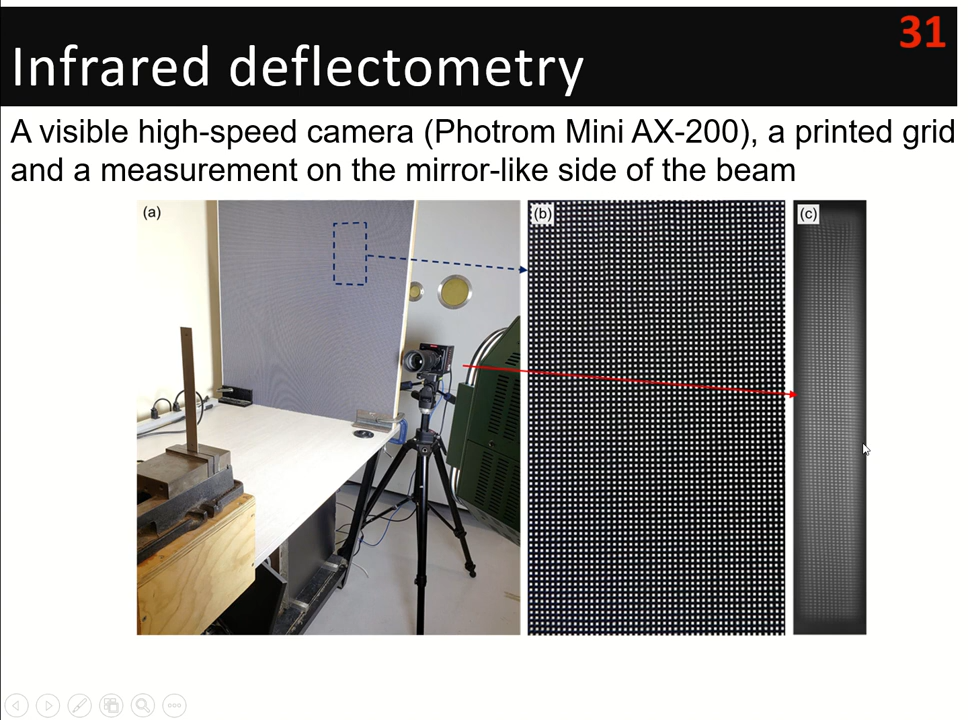 31
Infrared deflectometry
A visible high-speed camera (Photrom Mini AX-200), a printed grid
and a measurement on the mirror-like side of the beam
(a)
(b)
(c)